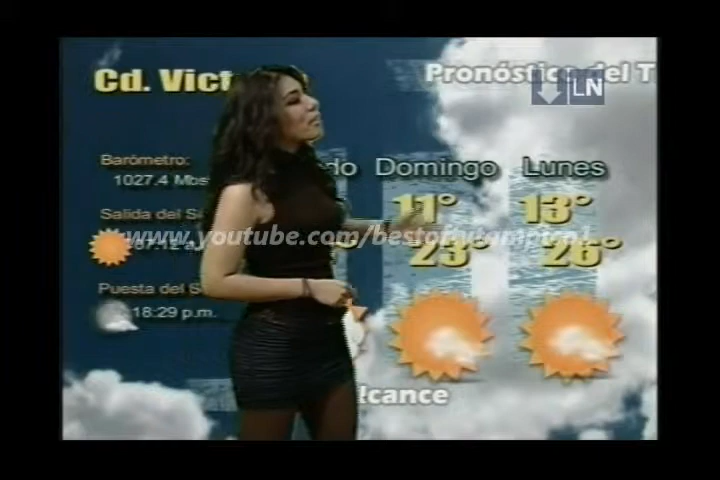 Cd. Vict
Pronóstico del T
LN
Barómetro:
1027.4 Mbs
do Domingo Lunes
11° 13°
Salida del S
www.youtube.com/bestof
23° 26°
Puesta del S
18:29 p.m.
lcance